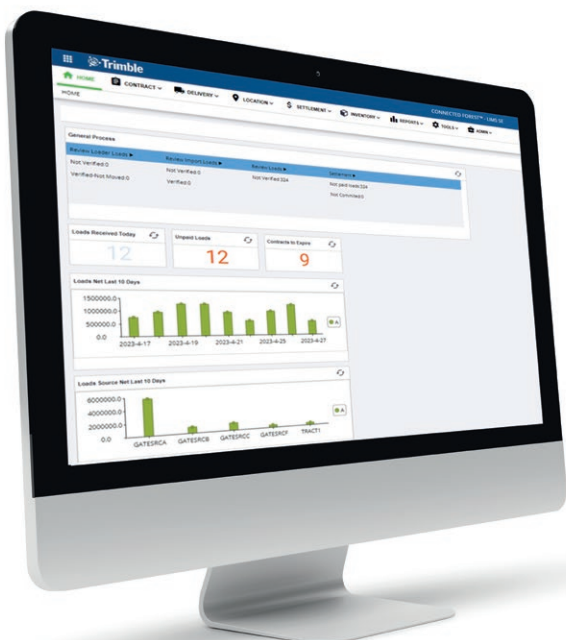 Trimble
CONNECTED FOREST™ - LIMS
HOME CONTRACT DELIVERY LOCATION SETTLEMENT INVENTORY REPORTS TOOLS ADMIN
HOME
General Process
Review Loader Loads Review Import Loads Review Loads Settlement
Not Verified:0 Not Verified:0 Not Verified:224 Not paid loads:224
Verified-Not Moved:0 Verified:0 Not Committed:0
Loads Received Today Unpaid Loads Contracts to Expire
12 12 9
Loads Net Last 10 Days
1500000.0
1000000.0
500000.0
0.0
A
2023-4-17 2023-4-19 2023-4-21 2023-4-25 2023-4-27
Loads Source Net Last 10 Days
6000000.0
4000000.0
2000000.0
0.0
A
GATESRCA GATESRCB GATESRCC GATESRCF TRACT1